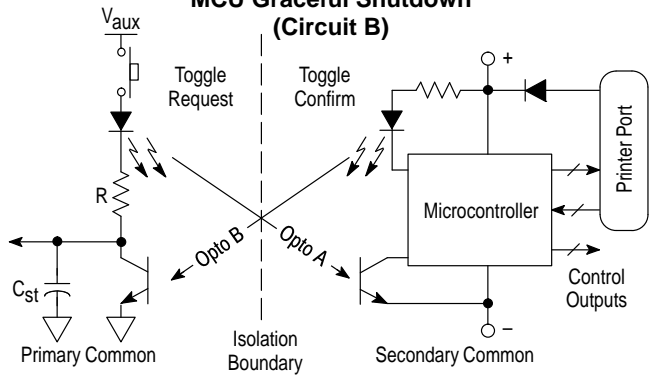 MCU Graceful Shutdown
(Circuit B)
Vaux
Toggle
Request
Toggle
Confirm
+
Printer Port
R
Microcontroller
Opto B
Opto A
Cst
Control
Outputs
–
Primary Common
Isolation
Boundary
Secondary Common